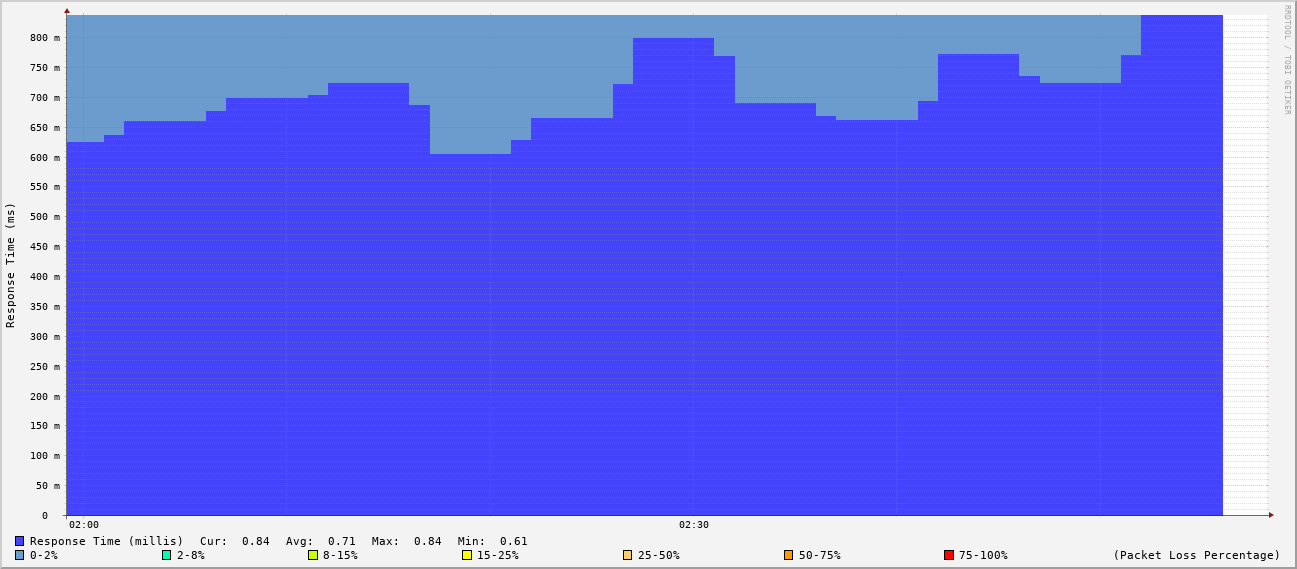 RRDTOOL / TOBI OETIKER
Response Time (ms)
800 m
750 m
700 m
650 m
600 m
550 m
500 m
450 m
400 m
350 m
300 m
250 m
200 m
150 m
100 m
50 m
0
02:00 02:30
Response Time (millis) Cur: 0.84 Avg: 0.71 Max: 0.84 Min: 0.61
0-2% 2-8% 8-15% 15-25% 25-50% 50-75% 75-100% (Packet Loss Percentage)